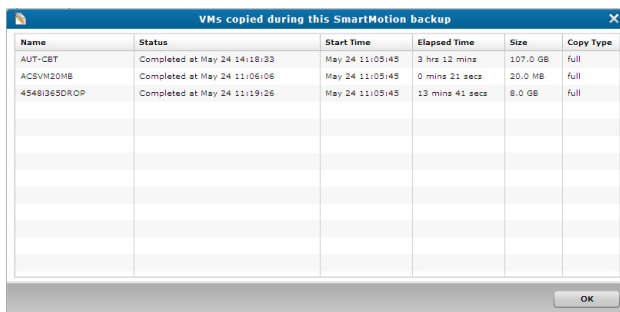 VMs copied during this SmartMotion backup
Name Status Start Time Elapsed Time Size Copy Type
AUT-CBT Completed at May 24 14:18:33 May 24 11:05:45 3 hrs 12 mins 107.0 GB full
ACSVM20MB Completed at May 24 11:06:06 May 24 11:05:45 0 mins 21 secs 20.0 MB full
4548i365DROP Completed at May 24 11:19:26 May 24 11:05:45 13 mins 41 secs 8.0 GB full
OK